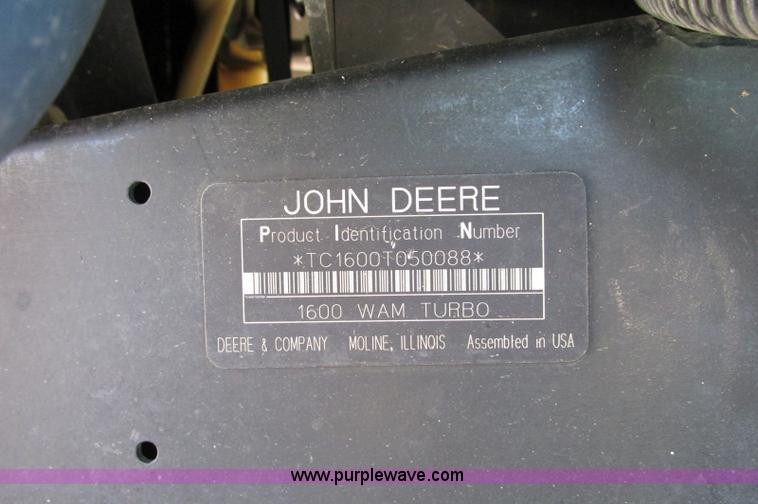 JOHN DEERE
Product Identification Number
*TC1600T050088*
1600 WAM TURBO
DEERE & COMPANY MOLINE, ILLINOIS Assembled in USA
www.purplewave.com